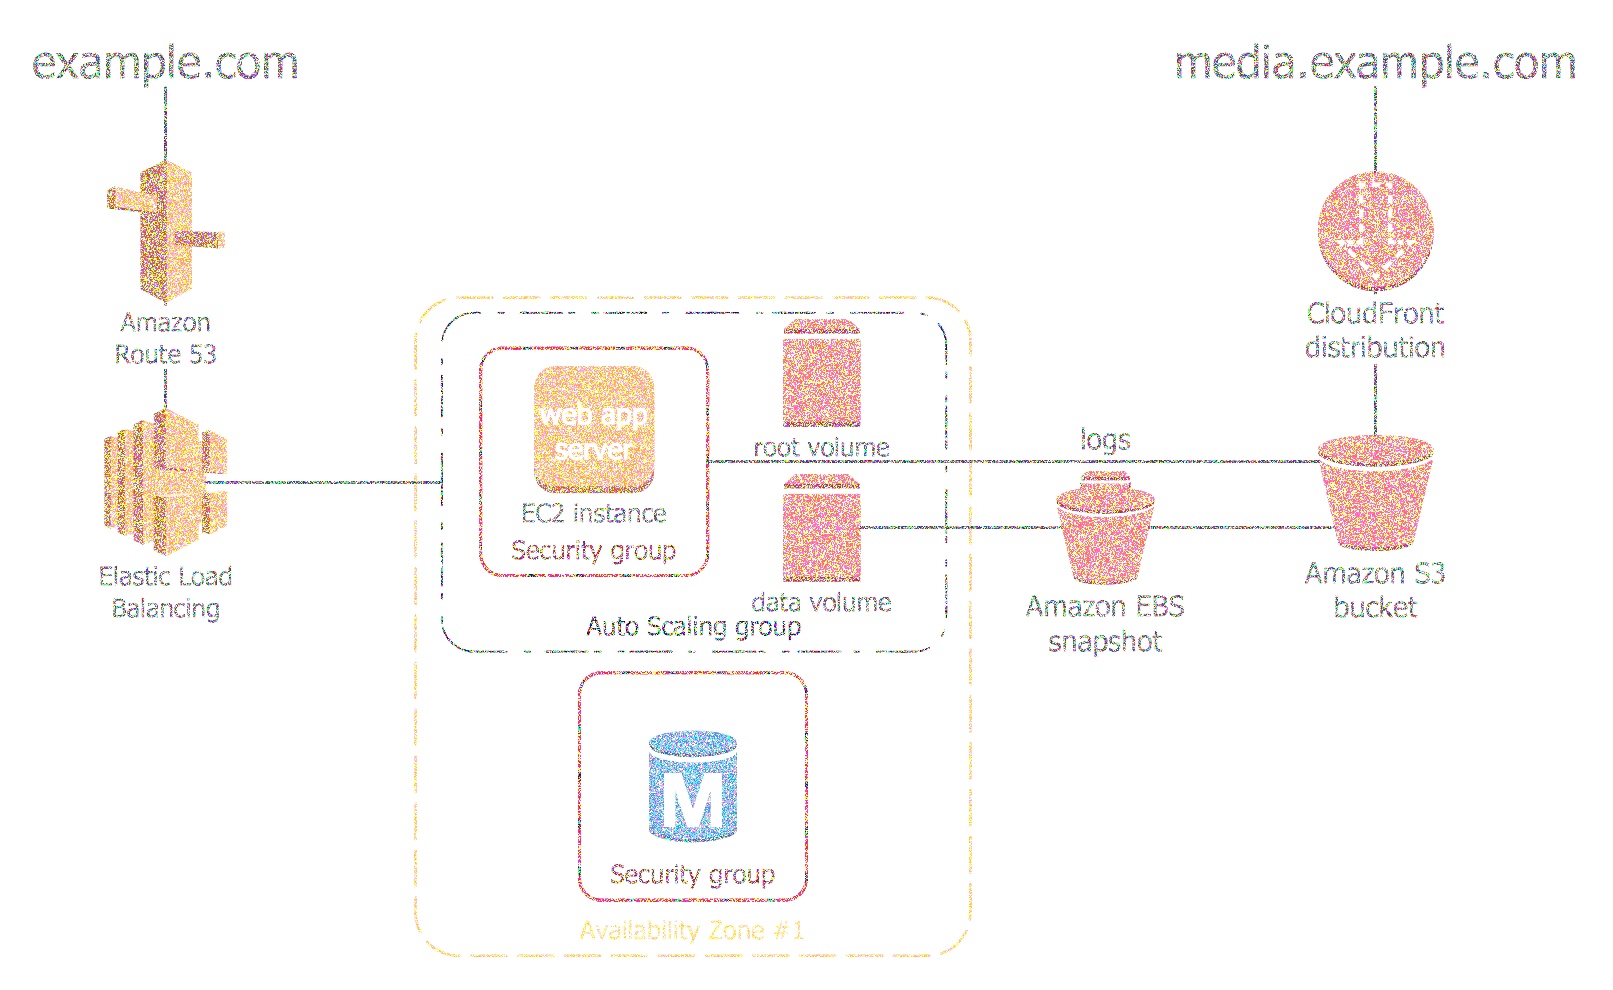 example.com
media.example.com
Amazon
Route 53
CloudFront
distribution
web app
server
root volume
logs
EC2 instance
Security group
Elastic Load
Balancing
data volume
Auto Scaling group
Amazon EBS
snapshot
Amazon S3
bucket
M
Security group
Availability Zone #1